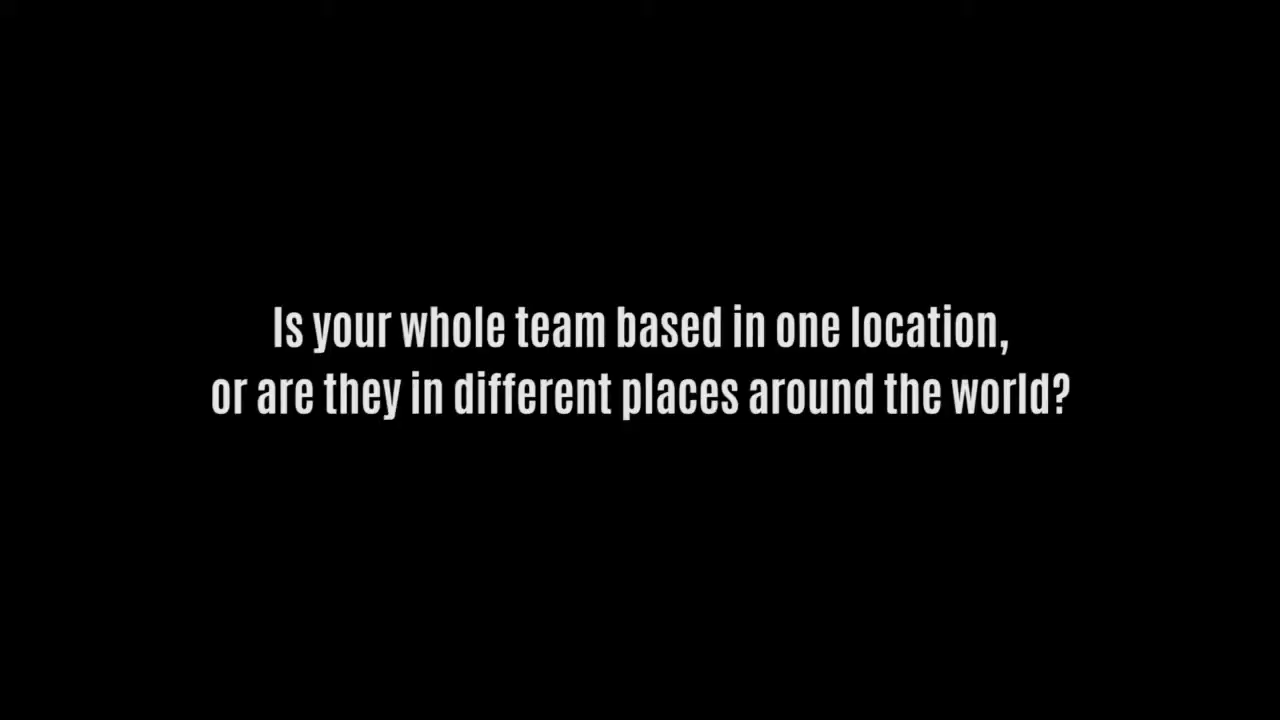 Is your whole team based in one location,
or are they in different places around the world?